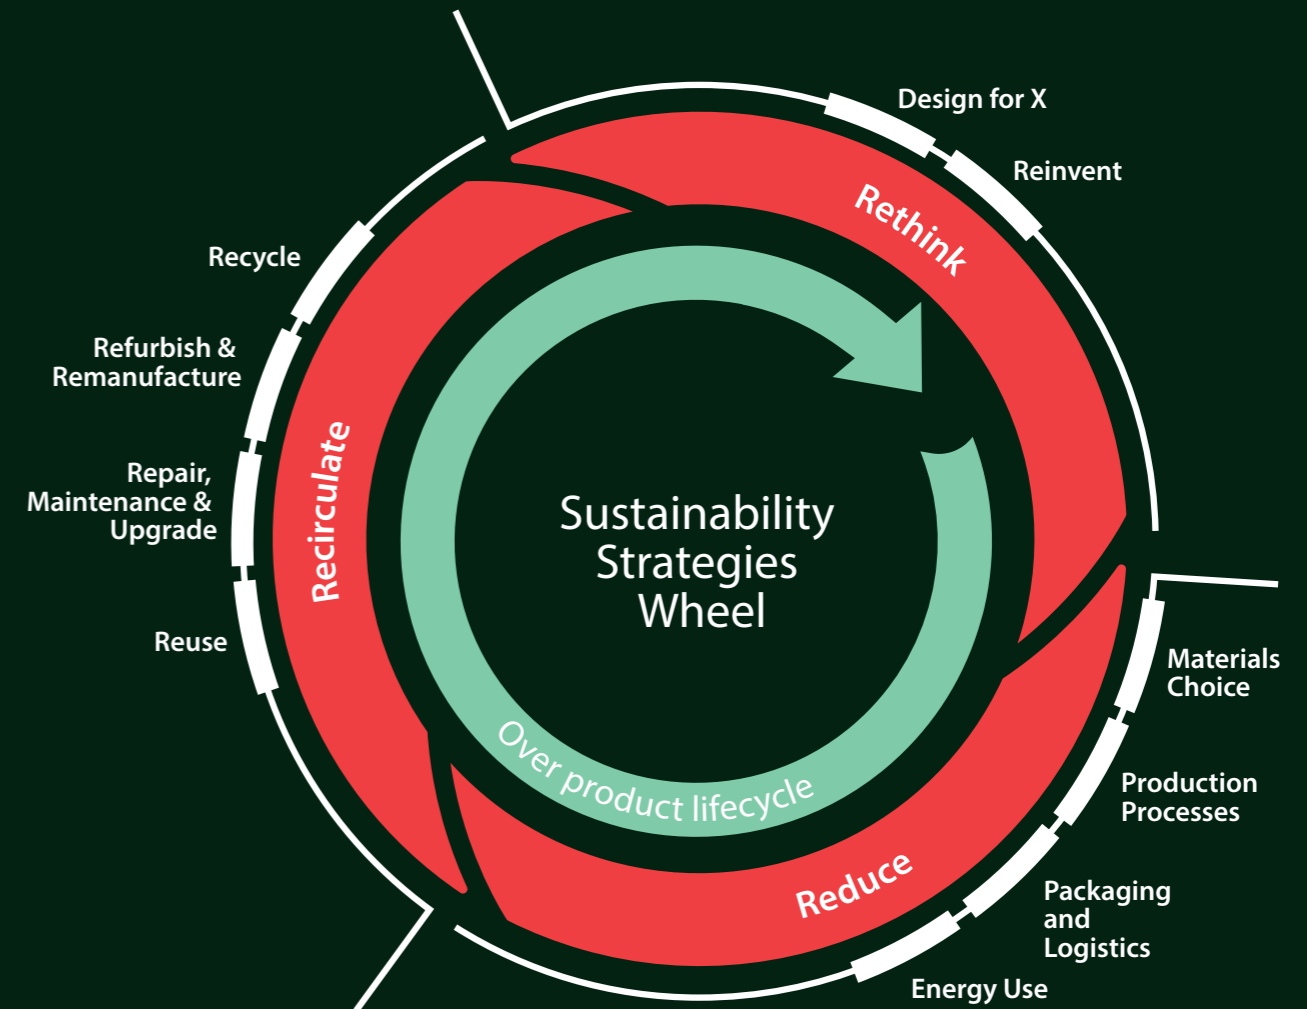 Design for X
Reinvent
Rethink
Recycle
Refurbish &
Remanufacture
Repair,
Maintenance &
Upgrade
Reuse
Recirculate
Sustainability
Strategies
Wheel
Over product lifecycle
Materials
Choice
Production
Processes
Packaging
and
Logistics
Energy Use
Reduce